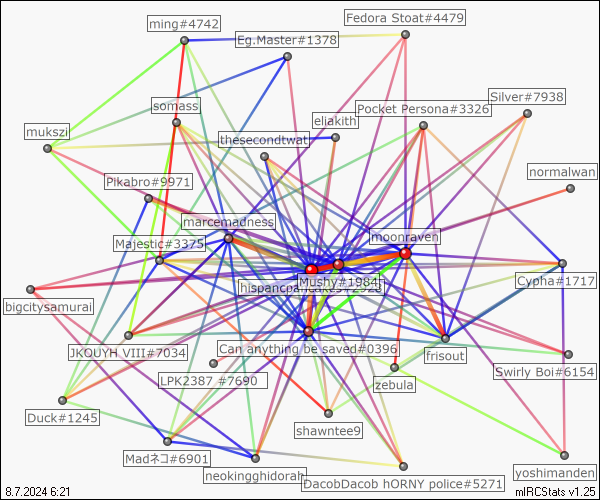 ming#4742
Fedora Stoat#4479
Eg.Master#1378
Silver#7938
somass
Pocket Persona#3326
eljakith
mukszi
thesecondtwat
normalwan
Pikabro#9971
marcemadness
moonraven
Majestic#3375
Cypha#1717
Mushy#1984
bigcitysamurai
Can anything be saved#0396
JKOUYH_VIII#7034
frisout
Swirly Boi#6154
LPK2387 #7690
zebula
Duck#1245
shawntee9
Madネコ#6901
neokingghidorah
DacobDacob hORNY police#5271
yoshimanden
8.7.2024 6:21
mIRCStats v1.25